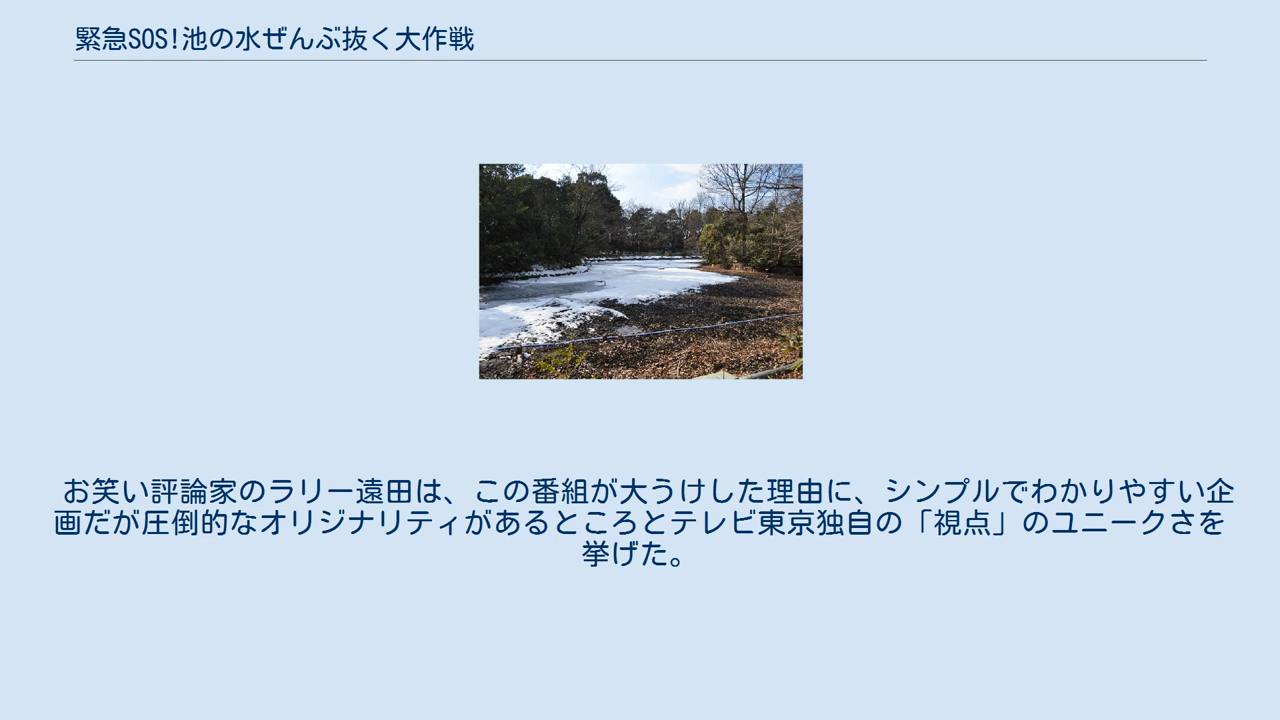 緊急SOS!池の水ぜんぶ抜く大作戦
お笑い評論家のラリー遠田は、この番組が大うけした理由に、シンプルでわかりやすい企
画だが圧倒的なオリジナリティがあるところとテレビ東京独自の「視点」のユニークさを
挙げた。